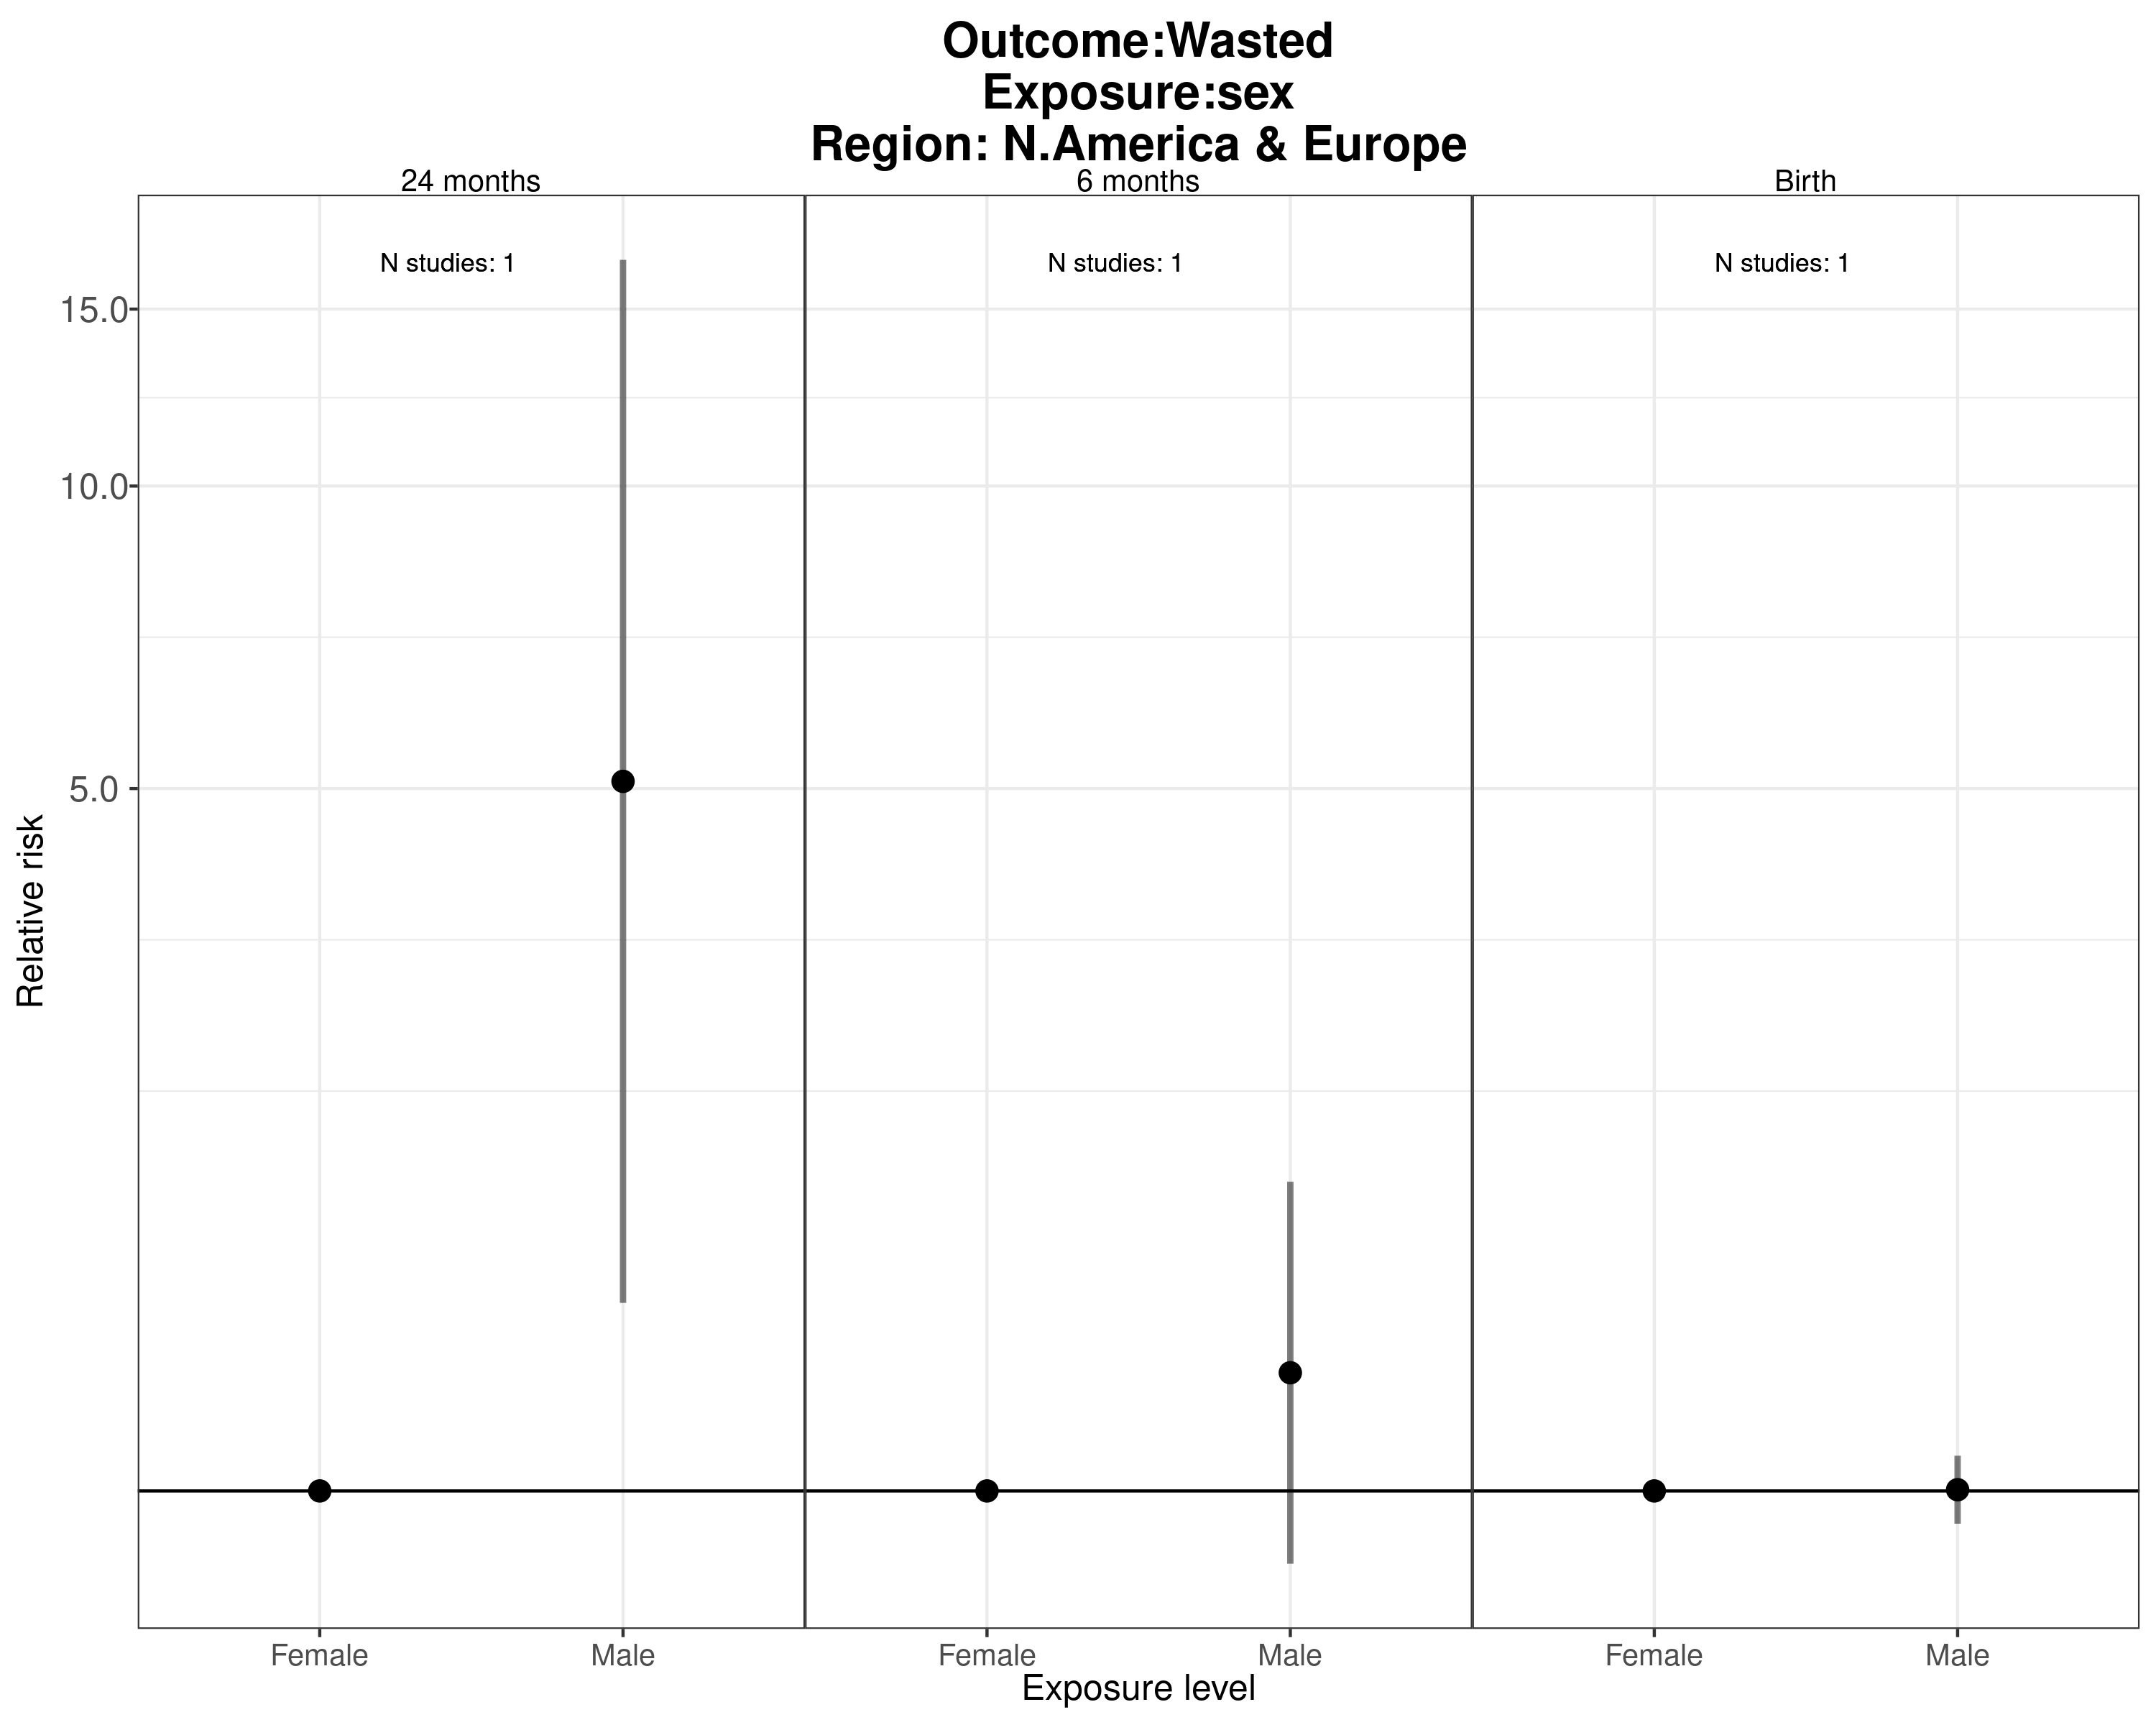 Outcome:Wasted
Exposure:sex
Region: N.America & Europe
24 months 6 months Birth
N studies: 1 N studies: 1 N studies: 1
15.0
10.0
5.0
Relative risk
Female Male Female Male Female Male
Exposure level